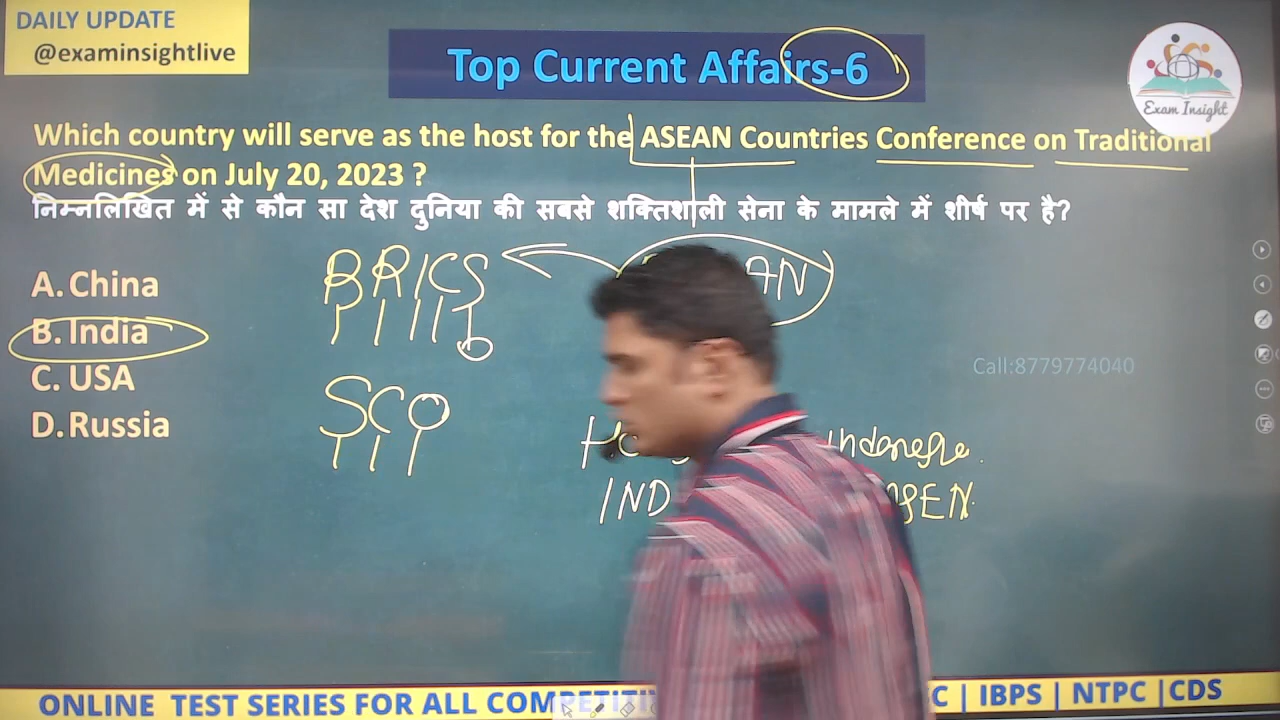 DAILY UPDATE
@examinsightlive
Top Current Affairs-6
Exam Insight
Which country will serve as the host for the ASEAN Countries Conference on Traditional
Medicines on July 20, 2023 ?
निम्नलिखित में से कौन सा देश दुनिया की सबसे शक्तिशाली सेना के मामले में शीर्ष पर है?
A. China
B. India
C. USA
D. Russia
BRICS
SCO
Call:8779774040
Indonesia.
IND
ONLINE TEST SERIES FOR ALL | IBPS | NTPC |CDS